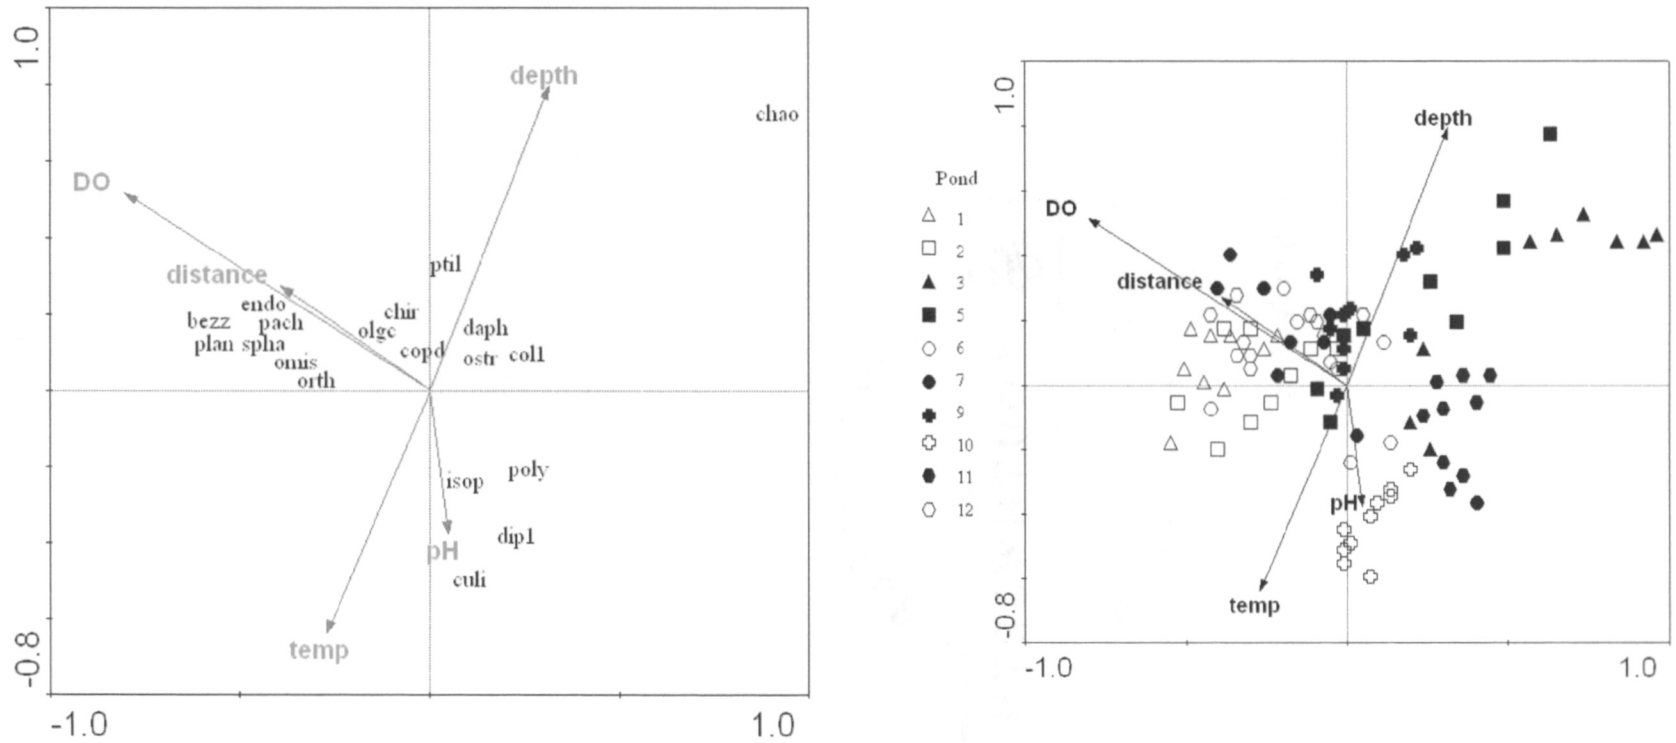 1.0
depth
chao
DO
ptil
distance
endo
chir
bezz
pach
olgc
daph
plan spha
copd
ostr
col1
omis
orth
poly
isop
dip1
pH
culi
temp
-0.8
-1.0
1.0
1.0
depth
DO
distance
pH
temp
-0.8
-1.0
1.0
Pond
1
2
3
5
6
7
9
10
11
12